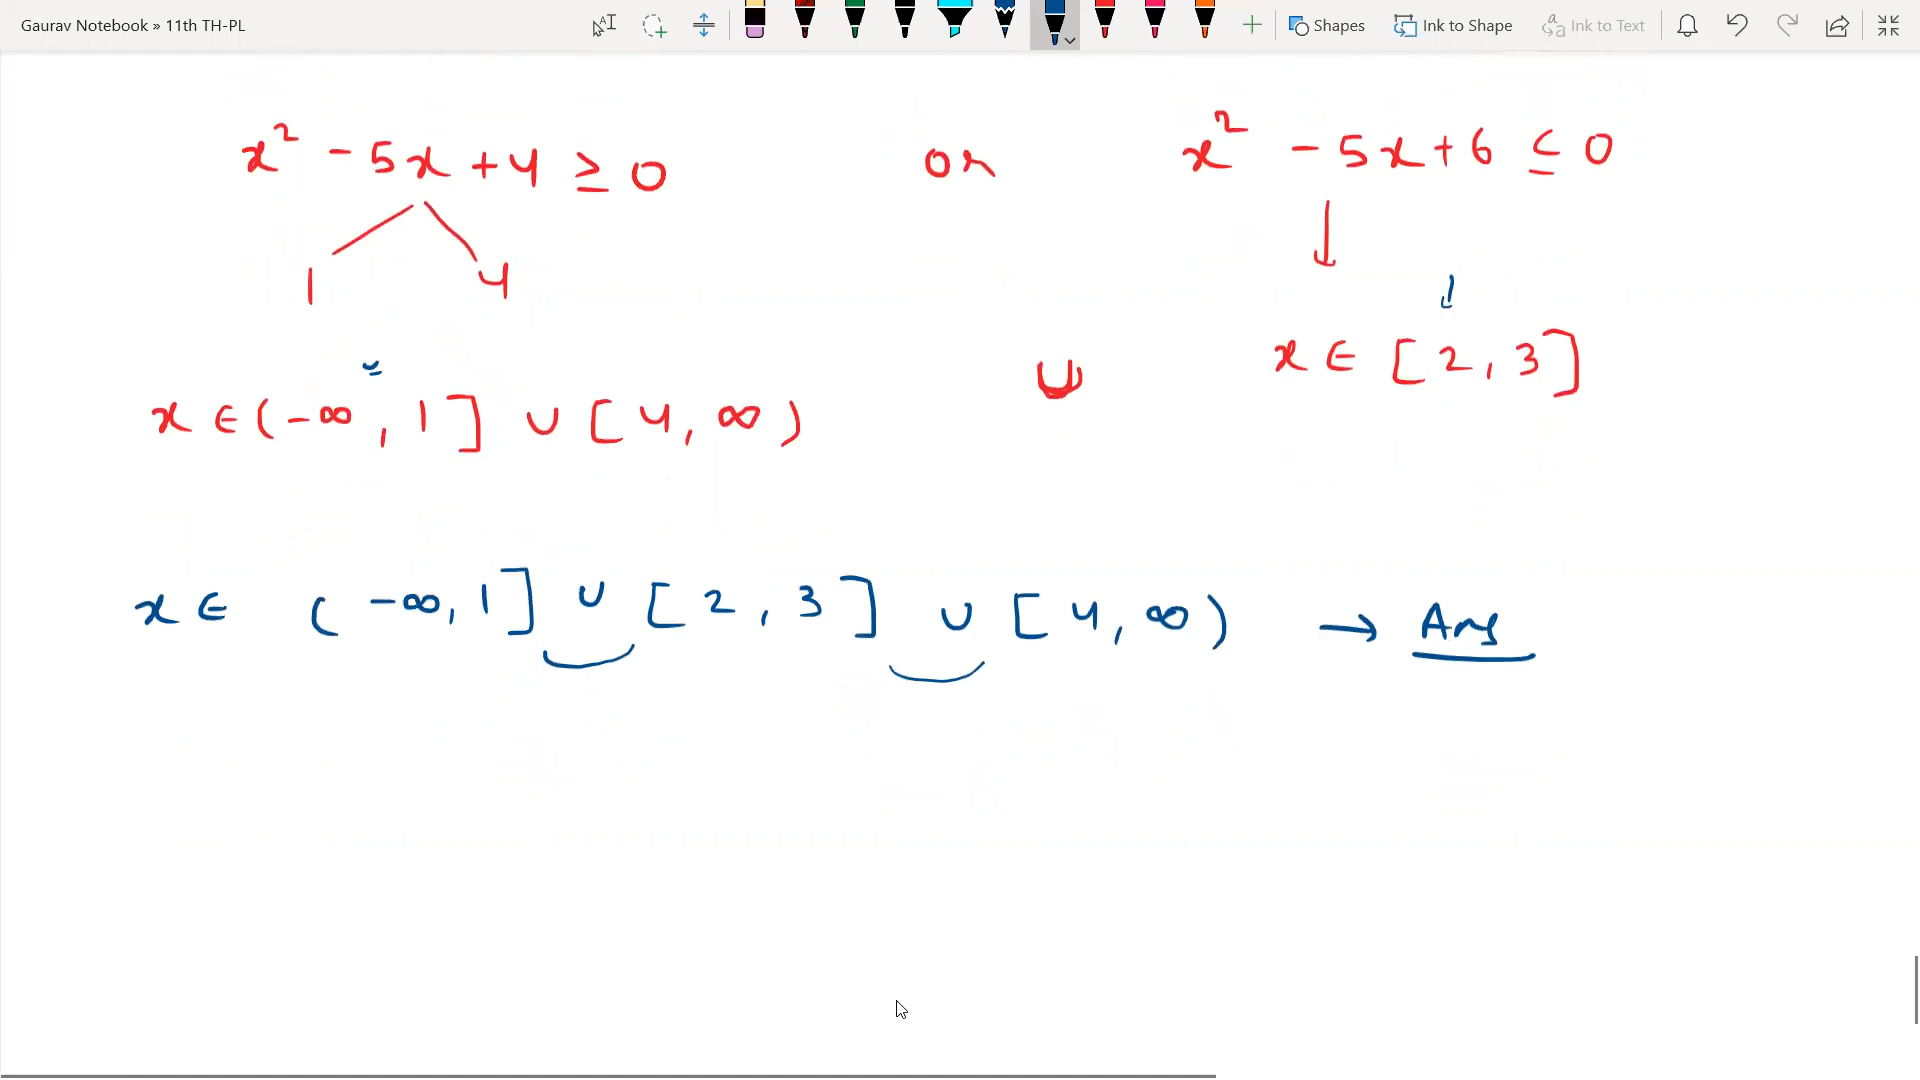 Gaurav Notebook » 11th TH-PL
Shapes
Ink to Shape
Ink to Text
x² - 5x + 4 ≥ 0 or x² - 5x + 6 ≤ 0
1 4
x ∈ (-∞, 1] ∪ [4, ∞) ∪ x ∈ [2, 3]
x ∈ (-∞, 1] ∪ [2, 3] ∪ [4, ∞) → Ans